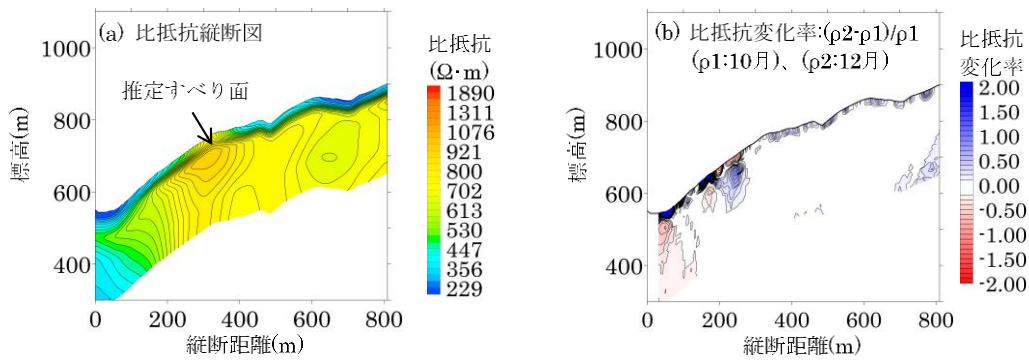 (a) 比抵抗縦断図
比抵抗
(Ω·m)
推定すべり面
標高(m)
1000
800
600
400
0 200 400 600 800
縦断距離(m)
1890
1311
1076
921
800
702
613
530
447
356
229
(b) 比抵抗変化率:(ρ2-ρ1)/ρ1
(ρ1:10月)、(ρ2:12月)
比抵抗
変化率
標高(m)
1000
800
600
400
0 200 400 600 800
縦断距離(m)
2.00
1.50
1.00
0.50
0.00
-0.50
-1.00
-1.50
-2.00